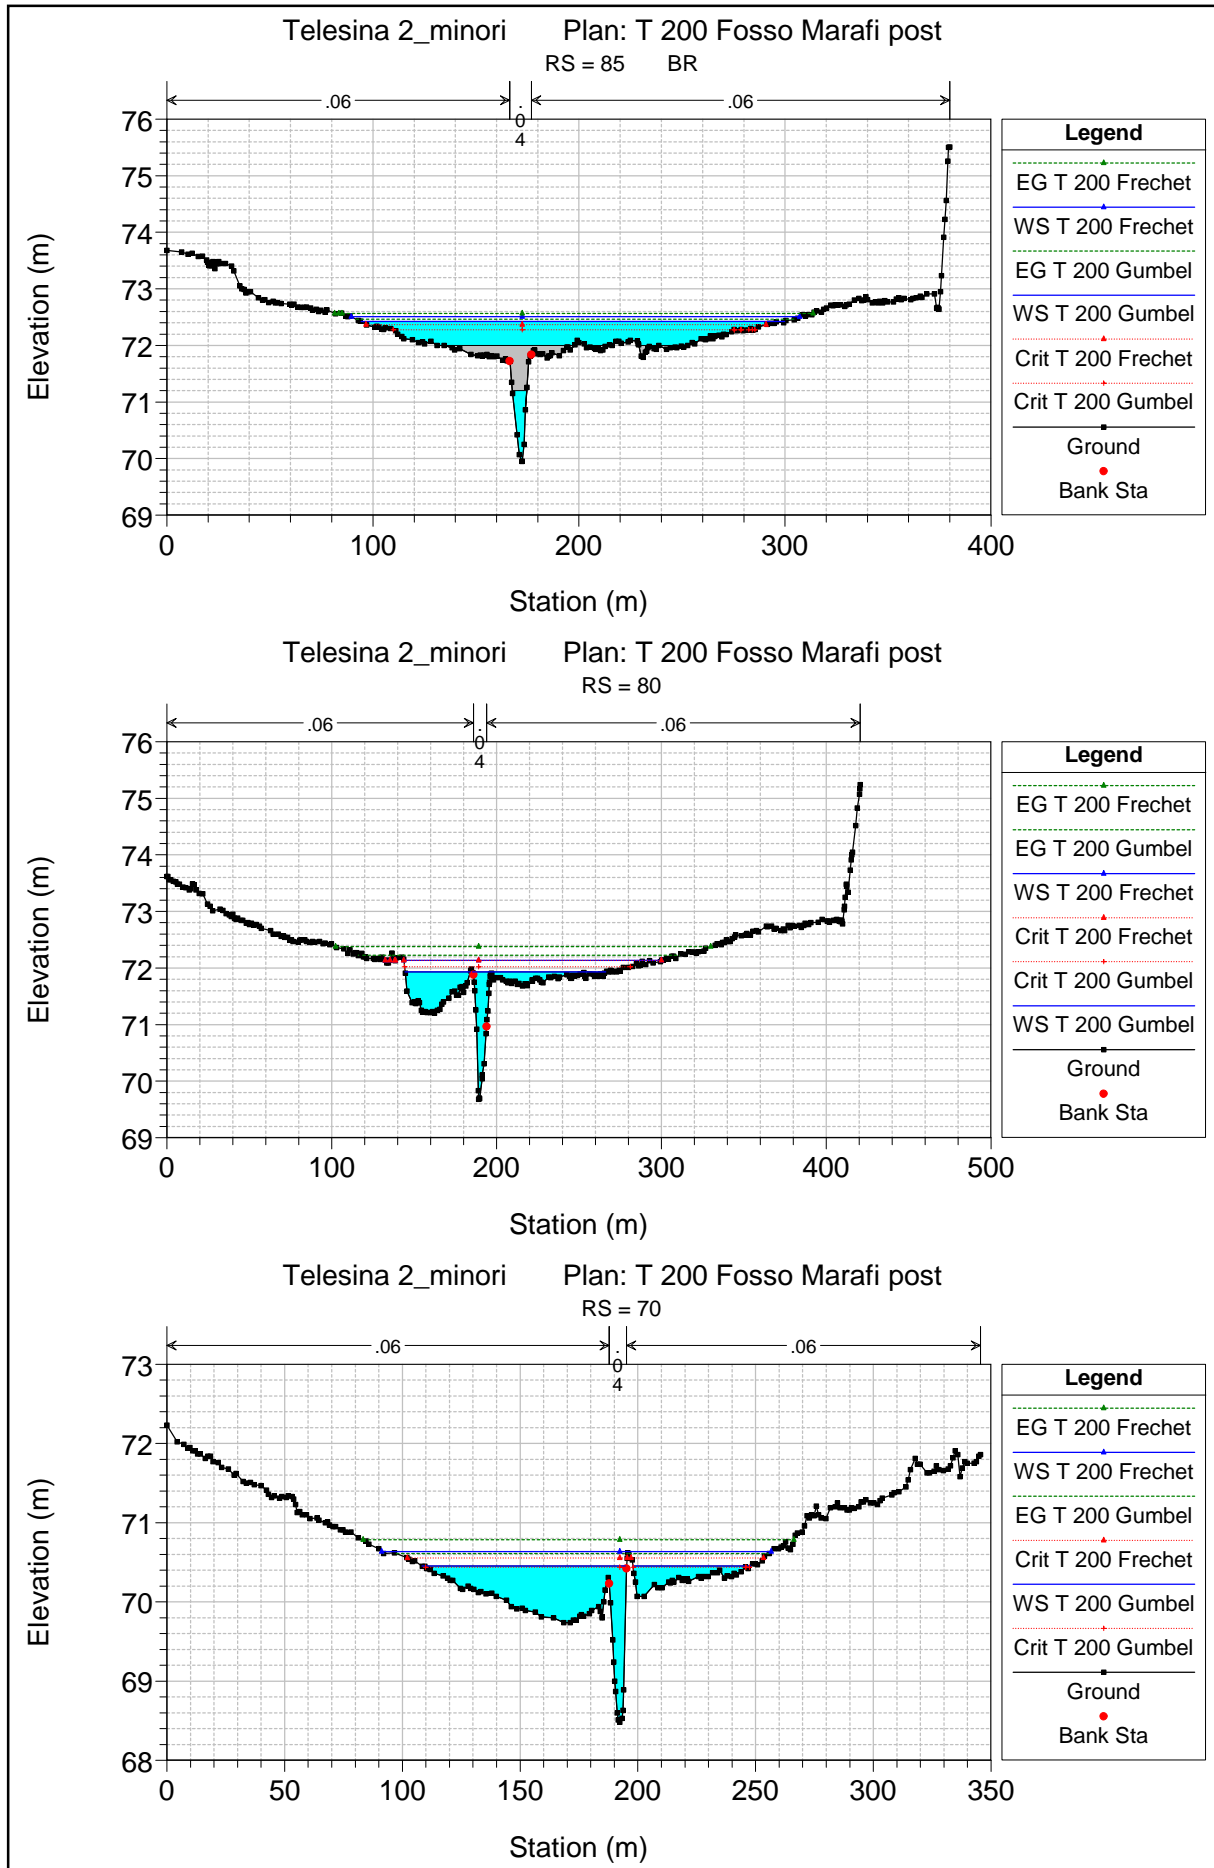 Telesina 2_minori Plan: T 200 Fosso Marafi post
RS = 85 BR
.06 .04 .06
76
75
74
73
72
71
70
69
0 100 200 300 400
Elevation (m)
Station (m)
Legend
EG T 200 Frechet
WS T 200 Frechet
EG T 200 Gumbel
WS T 200 Gumbel
Crit T 200 Frechet
Crit T 200 Gumbel
Ground
Bank Sta
Telesina 2_minori Plan: T 200 Fosso Marafi post
RS = 80
.06 .04 .06
76
75
74
73
72
71
70
69
0 100 200 300 400 500
Elevation (m)
Station (m)
Legend
EG T 200 Frechet
EG T 200 Gumbel
WS T 200 Frechet
Crit T 200 Frechet
Crit T 200 Gumbel
WS T 200 Gumbel
Ground
Bank Sta
Telesina 2_minori Plan: T 200 Fosso Marafi post
RS = 70
.06 .04 .06
73
72
71
70
69
68
0 50 100 150 200 250 300 350
Elevation (m)
Station (m)
Legend
EG T 200 Frechet
WS T 200 Frechet
EG T 200 Gumbel
Crit T 200 Frechet
WS T 200 Gumbel
Crit T 200 Gumbel
Ground
Bank Sta